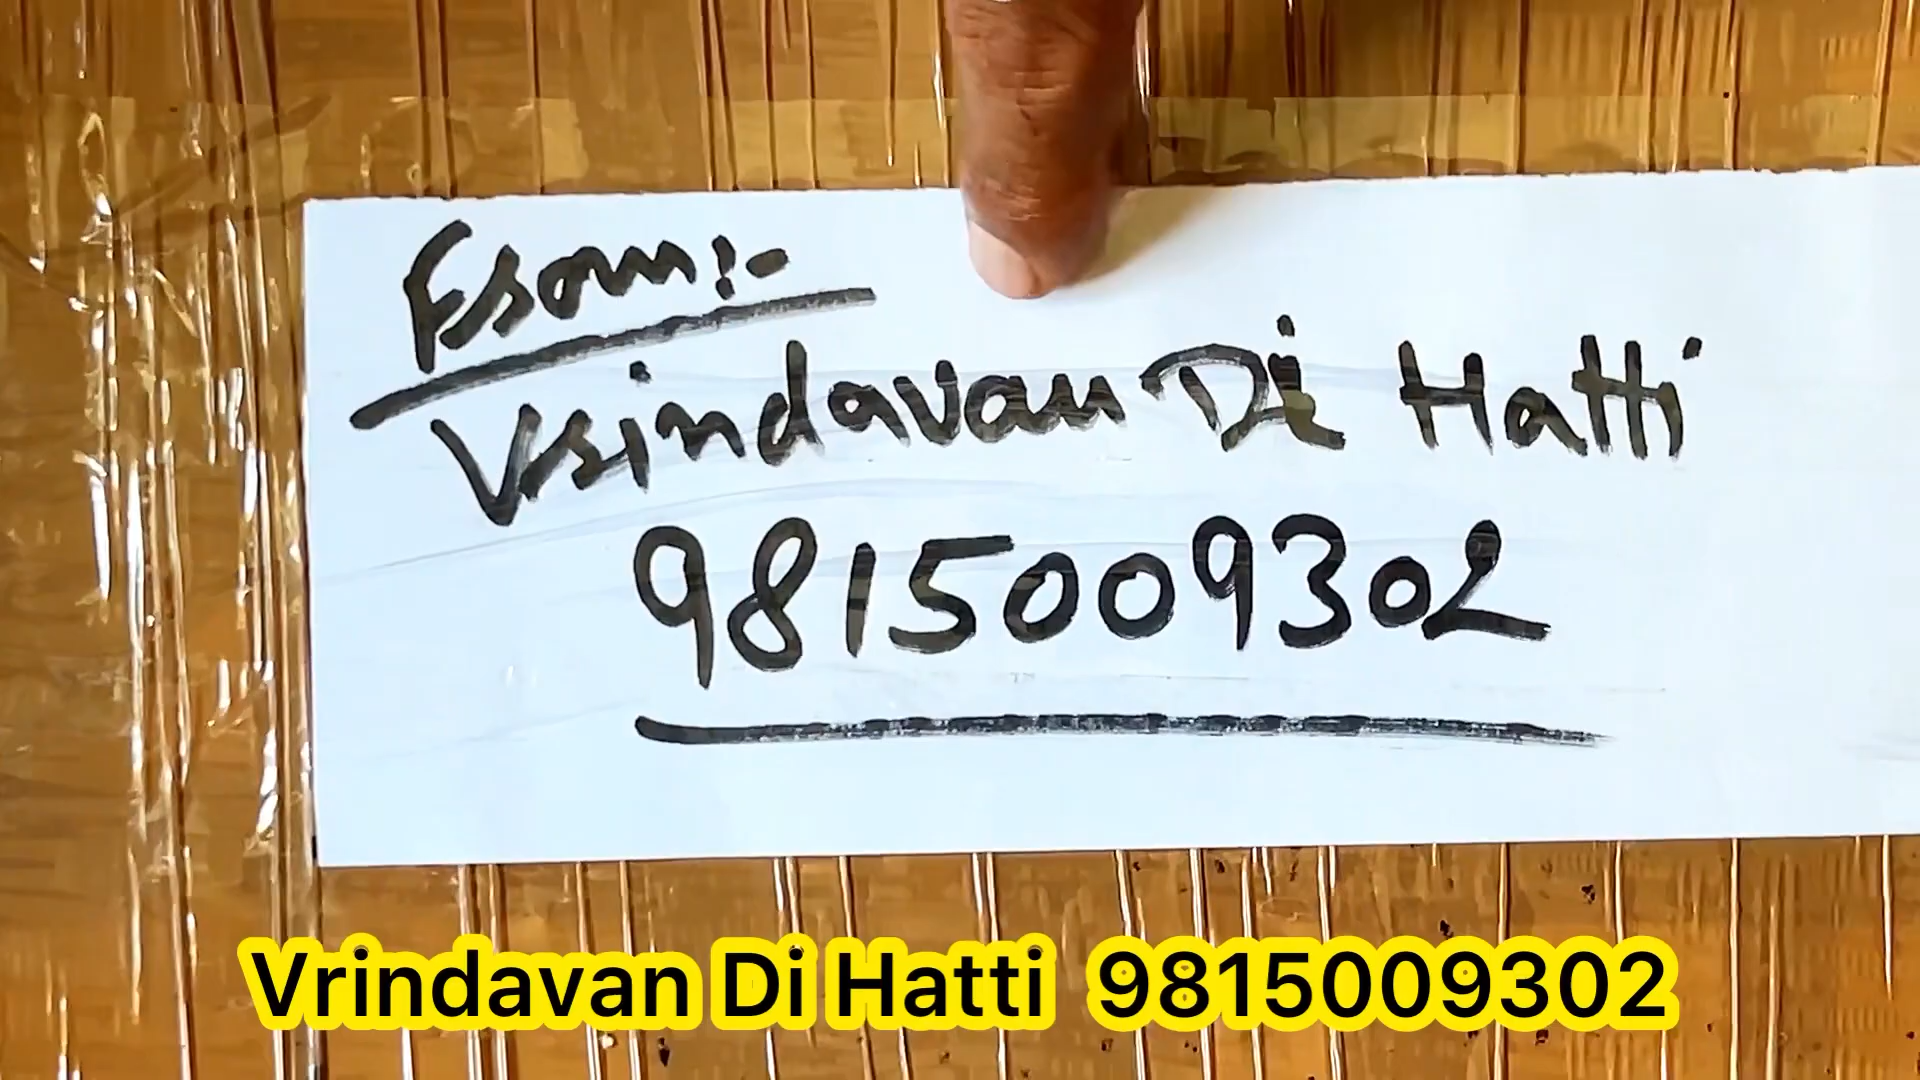 From:-
Vrindavan Di Hatti
9815009302
Vrindavan Di Hatti 9815009302